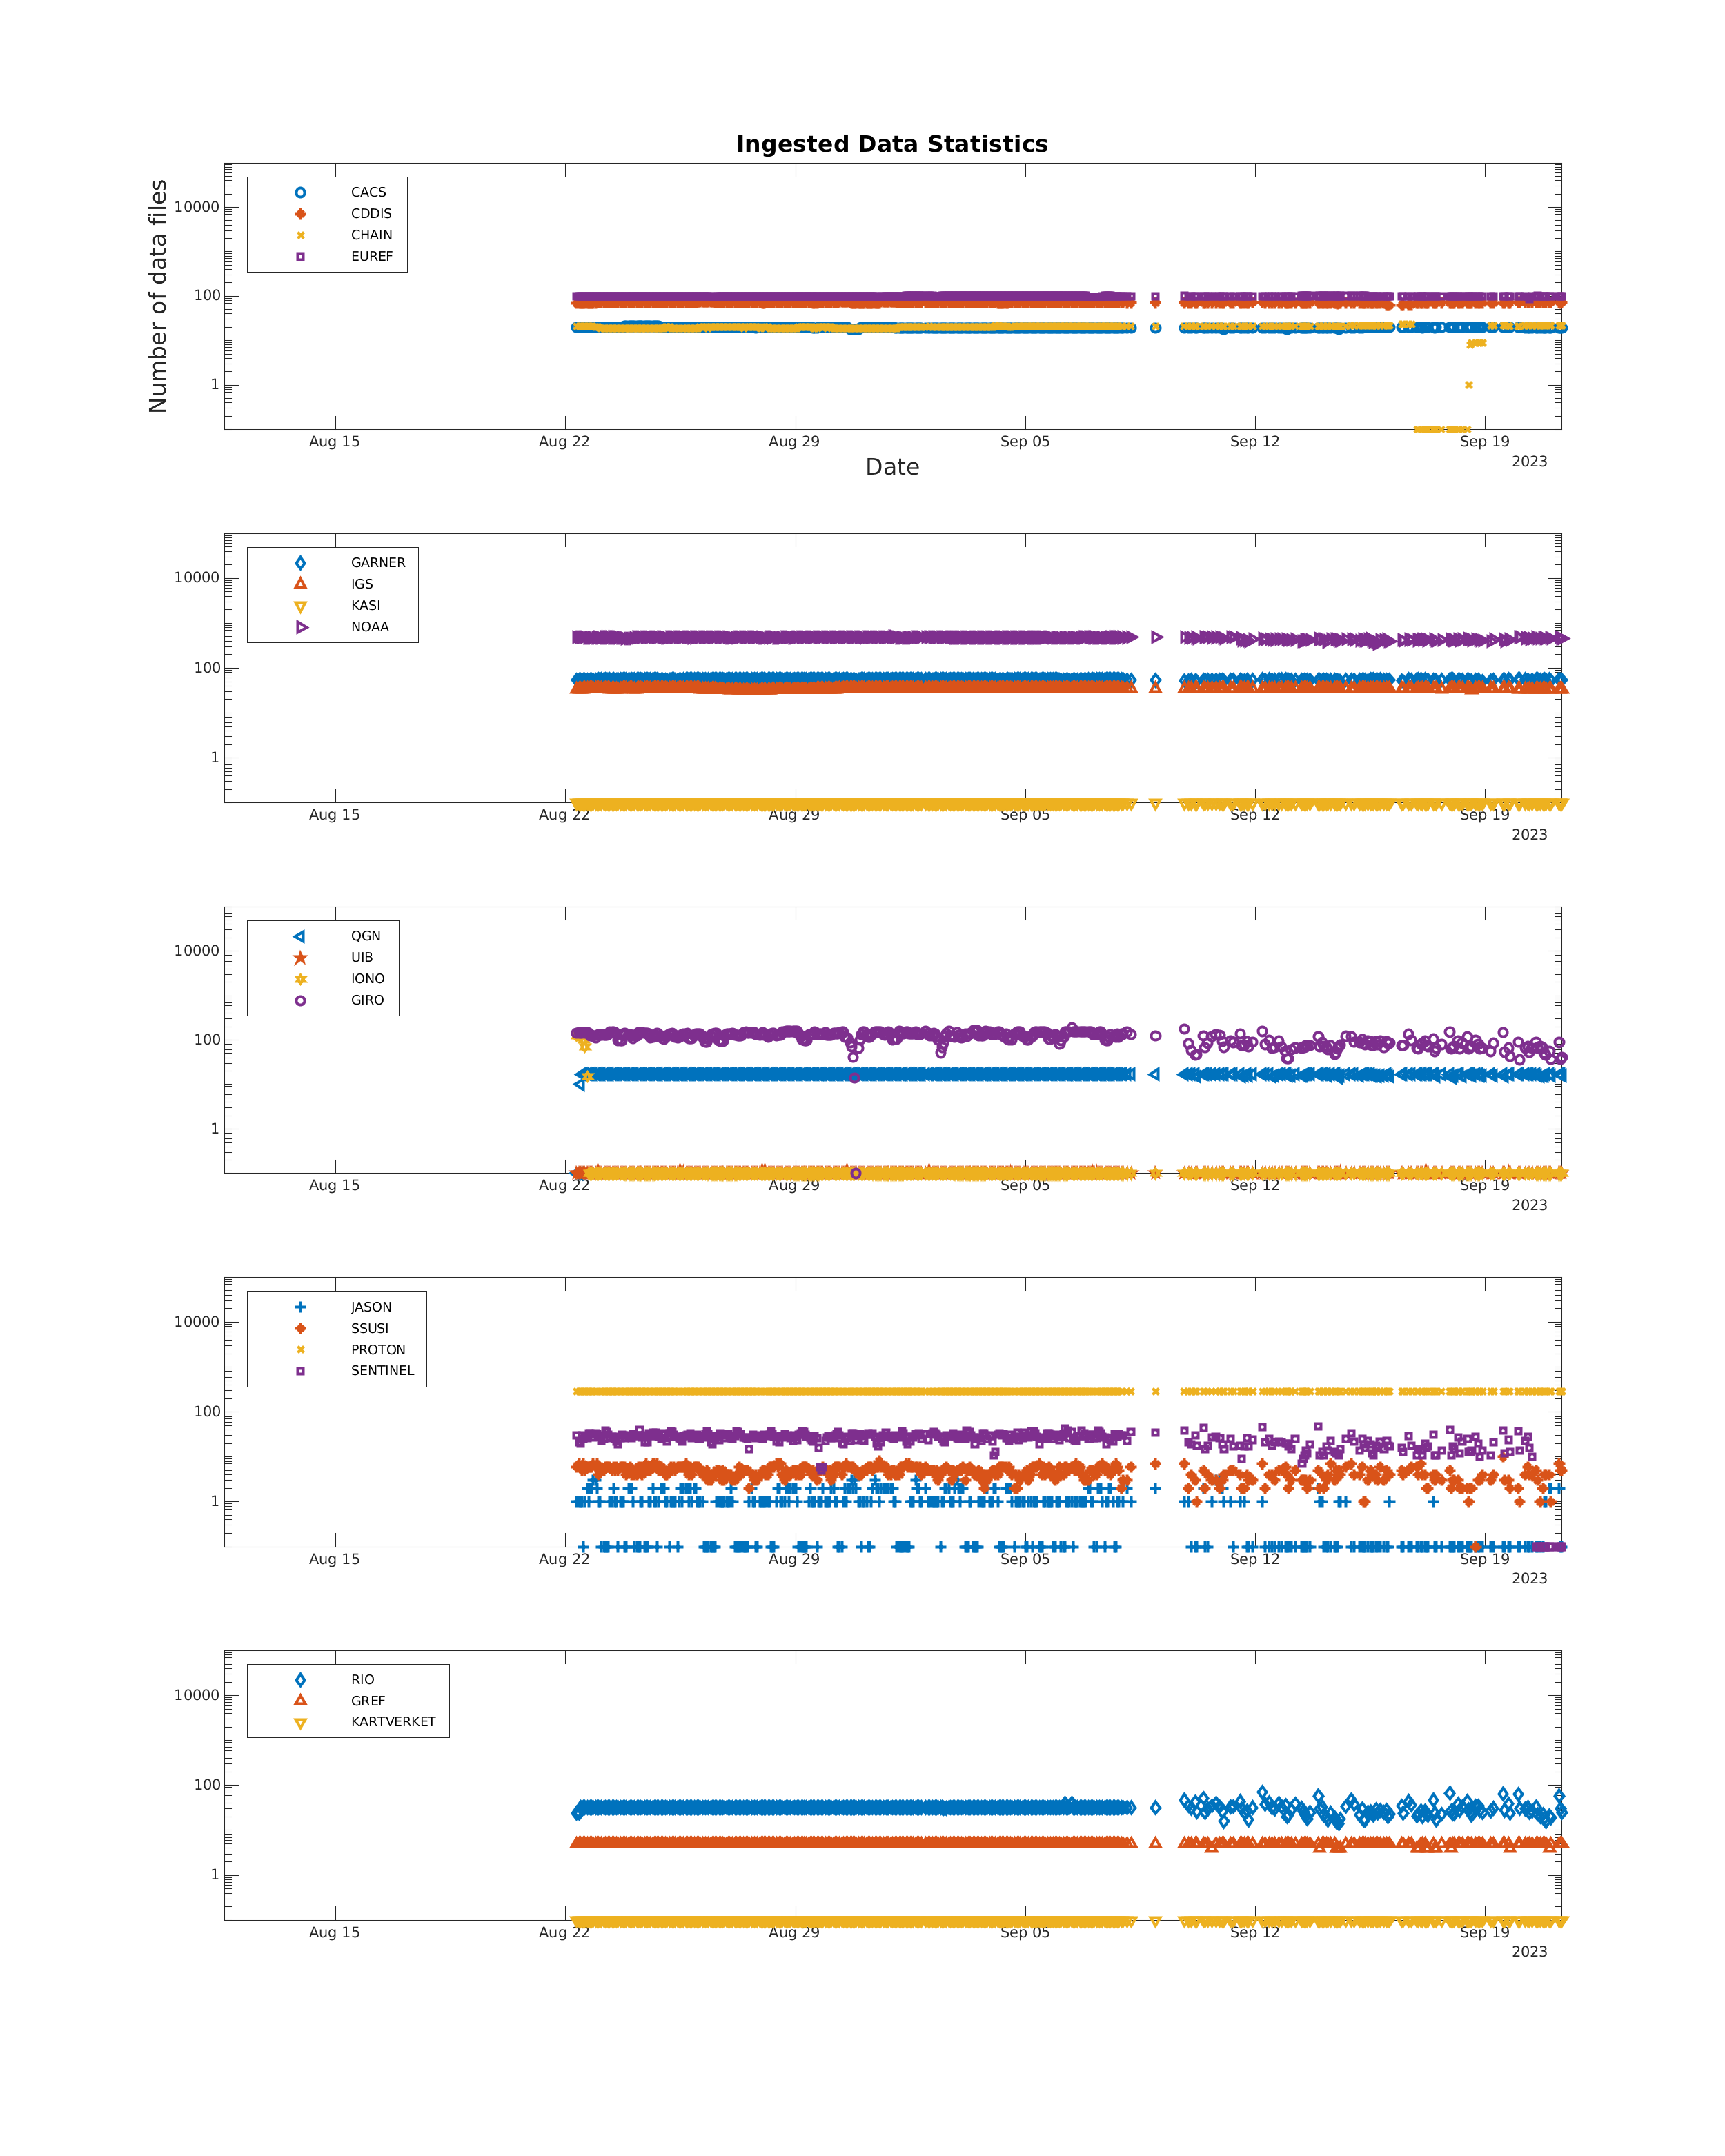 Ingested Data Statistics
Number of data files
CACS
CDDIS
CHAIN
EUREF
10000
100
1
Aug 15 Aug 22 Aug 29 Sep 05 Sep 12 Sep 19
2023
Date
GARNER
IGS
KASI
NOAA
10000
100
1
Aug 15 Aug 22 Aug 29 Sep 05 Sep 12 Sep 19
2023
QGN
UIB
IONO
GIRO
10000
100
1
Aug 15 Aug 22 Aug 29 Sep 05 Sep 12 Sep 19
2023
JASON
SSUSI
PROTON
SENTINEL
10000
100
1
Aug 15 Aug 22 Aug 29 Sep 05 Sep 12 Sep 19
2023
RIO
GREF
KARTVERKET
10000
100
1
Aug 15 Aug 22 Aug 29 Sep 05 Sep 12 Sep 19
2023